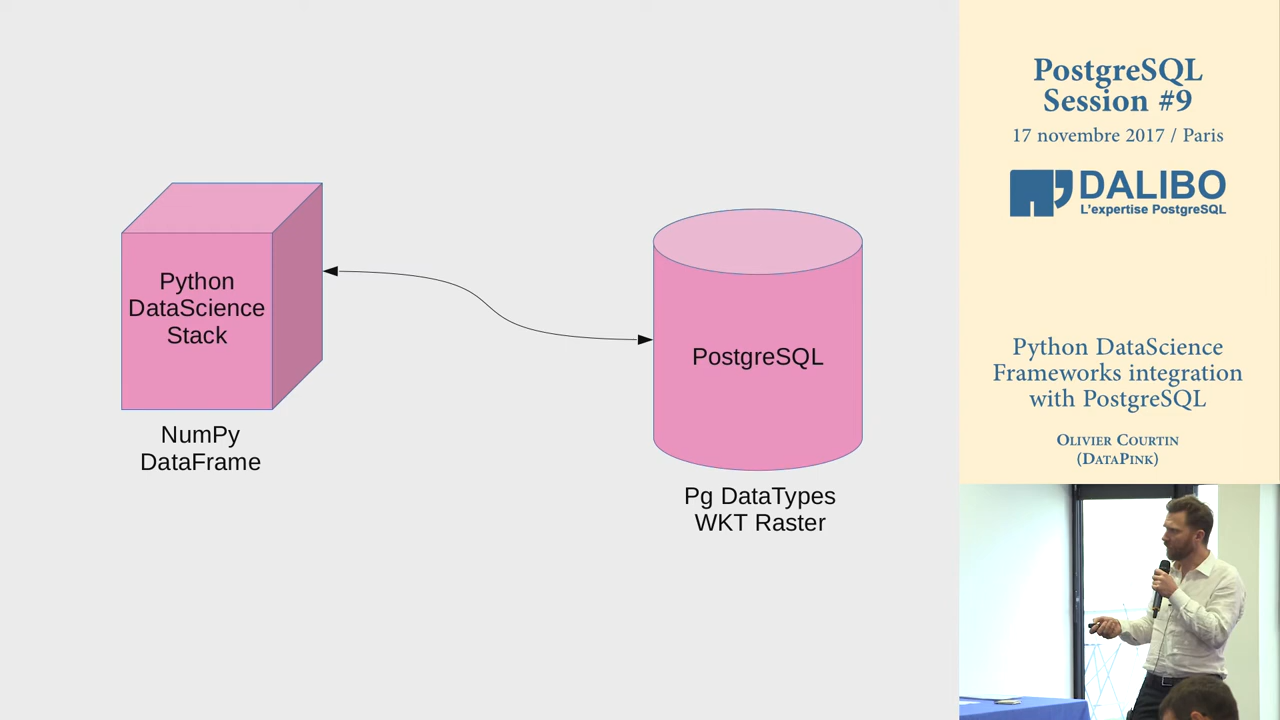 Python
DataScience
Stack
NumPy
DataFrame
PostgreSQL
Pg DataTypes
WKT Raster
PostgreSQL
Session #9
17 novembre 2017 / Paris
DALIBO
L'expertise PostgreSQL
Python DataScience
Frameworks integration
with PostgreSQL
Olivier Courtin
(DataPink)